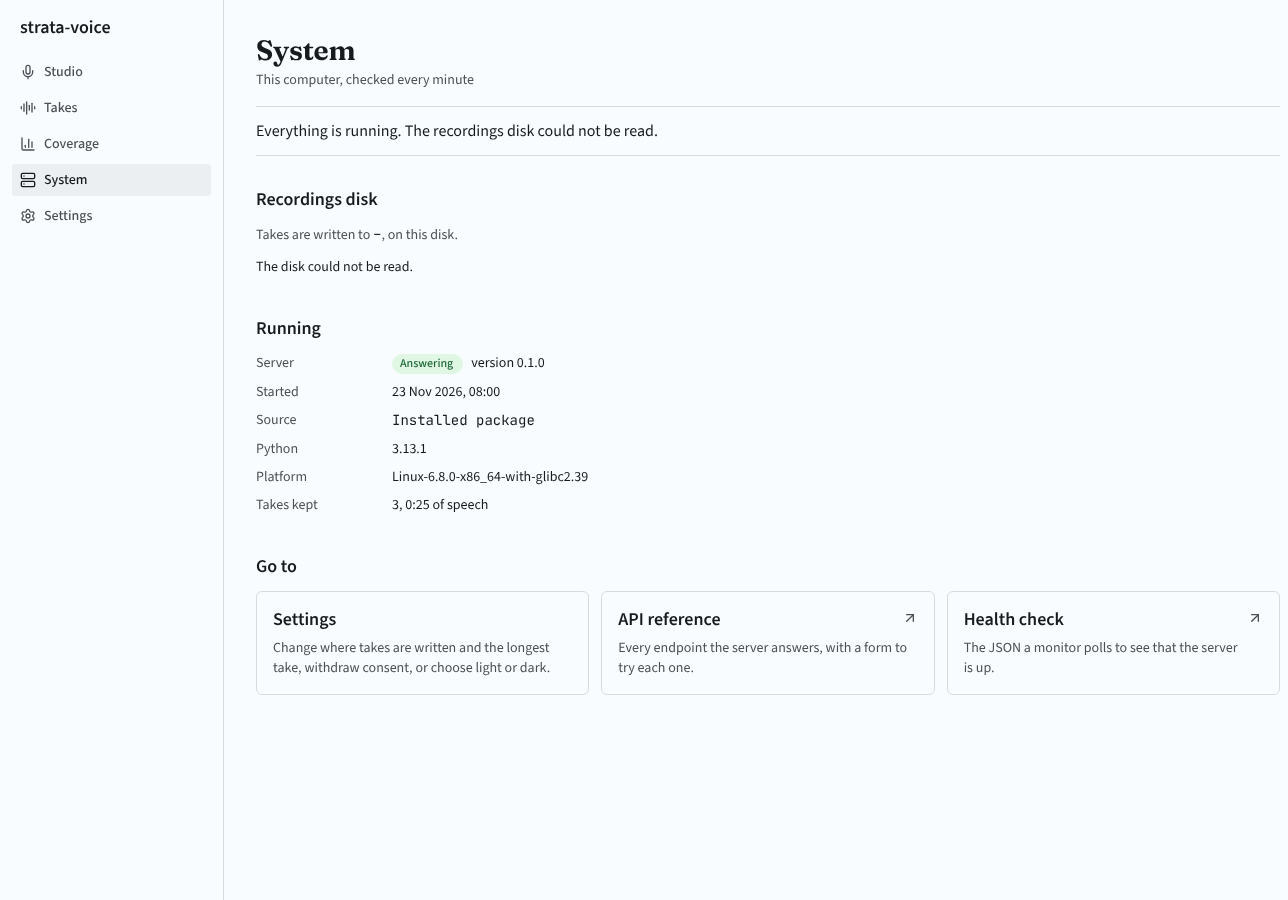 strata-voice
Studio
Takes
Coverage
System
Settings
System
This computer, checked every minute
Everything is running. The recordings disk could not be read.
Recordings disk
Takes are written to –, on this disk.
The disk could not be read.
Running
Server Answering version 0.1.0
Started 23 Nov 2026, 08:00
Source Installed package
Python 3.13.1
Platform Linux-6.8.0-x86_64-with-glibc2.39
Takes kept 3, 0:25 of speech
Go to
Settings
Change where takes are written and the longest
take, withdraw consent, or choose light or dark.
API reference
Every endpoint the server answers, with a form to
try each one.
Health check
The JSON a monitor polls to see that the server
is up.